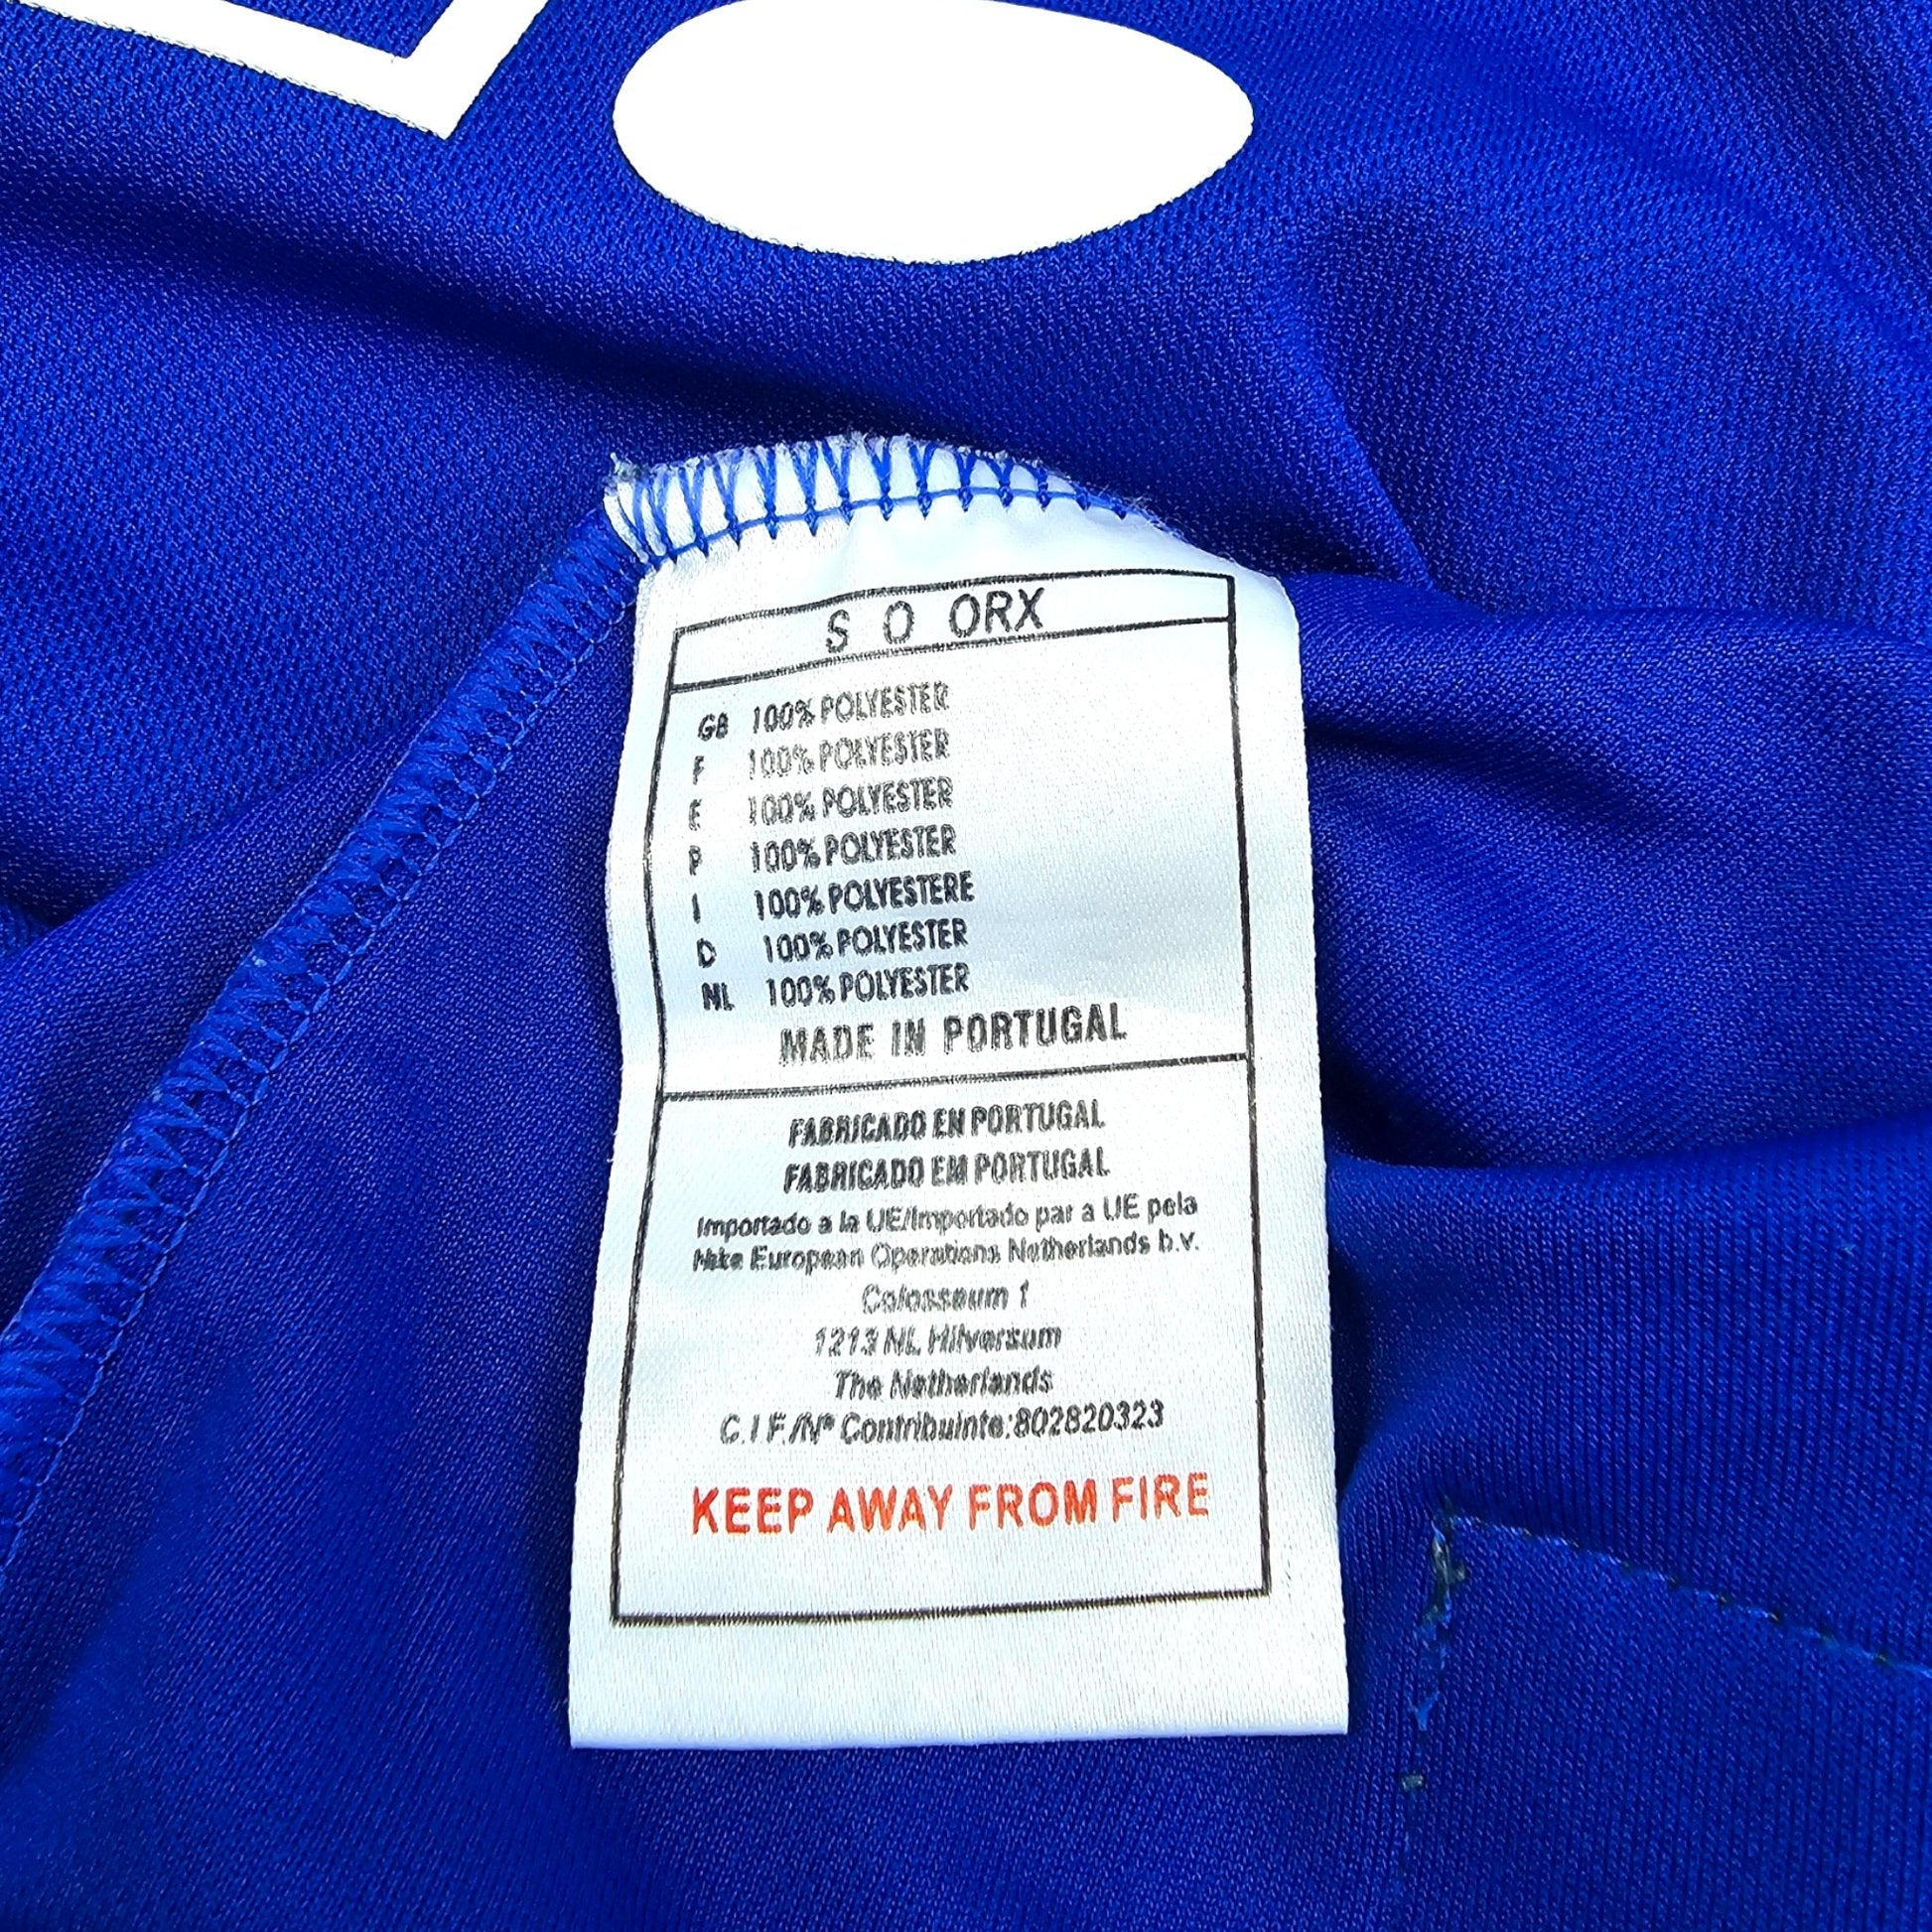 S O ORX
GB 100% POLYESTER
F 100% POLYESTER
E 100% POLYESTER
P 100% POLYESTER
I 100% POLYESTERE
D 100% POLYESTER
NL 100% POLYESTER
MADE IN PORTUGAL
FABRICADO EN PORTUGAL
FABRICADO EM PORTUGAL
Importado a la UE/Importado par a UE pela
Nike European Operations Netherlands b.v.
Colosseum 1
1213 NL Hilversum
The Netherlands
C.I F./Nº Contribuinte:802820323
KEEP AWAY FROM FIRE